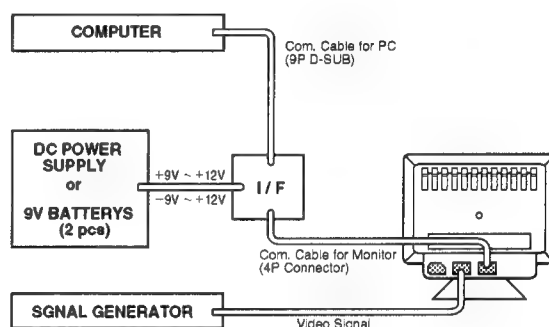 COMPUTER
Com. Cable for PC
(9P D-SUB)
DC POWER
SUPPLY
or
9V BATTERYS
(2 pcs)
+9V ~ +12V
−9V ~ +12V
I / F
Com. Cable for Monitor
(4P Connector)
SGNAL GENERATOR
Video Signal